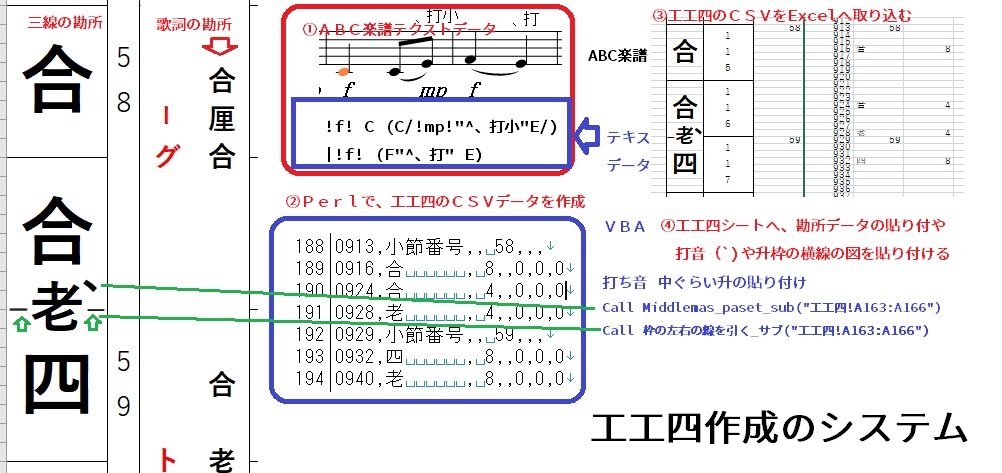 三線の勘所
合
5
8
合
老、
四
5
9
歌詞の勘所
合
厘
合
ー
グ
合
ト
老
、打小 、打
①ABC楽譜テキストデータ
f mp f
!f! C (C/!mp!"^、打小"E/)
|!f! (F"^、打" E)
テキス
データ
②Perlで、工工四のCSVデータを作成
188 0913,小節番号,,␣58,,,↓
189 0916,合␣␣␣␣␣␣,␣8,,0,0,0↓
190 0924,合␣␣␣␣␣␣,␣4,,0,0,0↓
191 0928,老␣␣␣␣␣␣,␣4,,0,0,0↓
192 0929,小節番号,,␣59,,,↓
193 0932,四␣␣␣␣␣␣,␣8,,0,0,0↓
194 0940,老␣␣␣␣␣␣,␣8,,0,0,0↓
③工工四のCSVをExcelへ取り込む
ABC楽譜
合
1
1
5
合
老、
四
1
1
6
1
1
7
58
合 8
合 4
老 4
59 59
四 8
VBA ④工工四シートへ、勘所データの貼り付や
打音(`)や升枠の横線の図を貼り付ける
打ち音 中ぐらい升の貼り付け
Call Middlemas_paset_sub("工工四!A163:A166")
Call 枠の左右の線を引く_サブ("工工四!A163:A166")
工工四作成のシステム